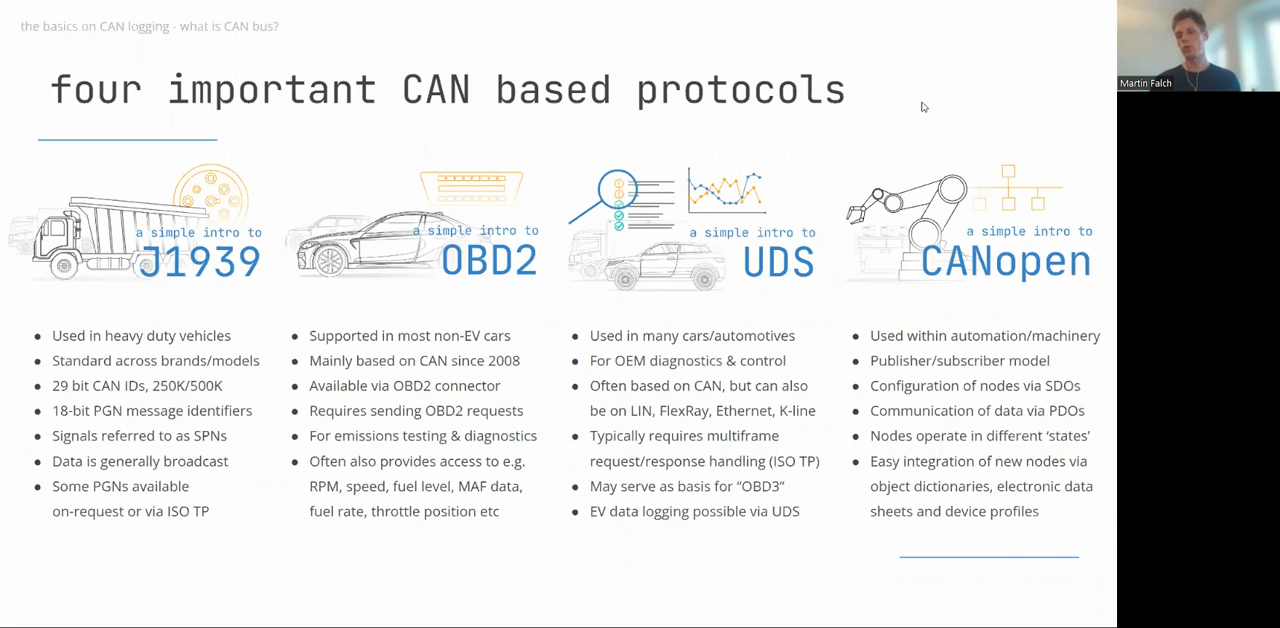 the basics on CAN logging - what is CAN bus?
four important CAN based protocols
Martin Falch
a simple intro to
J1939
Used in heavy duty vehicles
Standard across brands/models
29 bit CAN IDs, 250K/500K
18-bit PGN message identifiers
Signals referred to as SPNs
Data is generally broadcast
Some PGNs available
on-request or via ISO TP
a simple intro to
OBD2
Supported in most non-EV cars
Mainly based on CAN since 2008
Available via OBD2 connector
Requires sending OBD2 requests
For emissions testing & diagnostics
Often also provides access to e.g.
RPM, speed, fuel level, MAF data,
fuel rate, throttle position etc
a simple intro to
UDS
Used in many cars/automotives
For OEM diagnostics & control
Often based on CAN, but can also
be on LIN, FlexRay, Ethernet, K-line
Typically requires multiframe
request/response handling (ISO TP)
May serve as basis for “OBD3”
EV data logging possible via UDS
a simple intro to
CANopen
Used within automation/machinery
Publisher/subscriber model
Configuration of nodes via SDOs
Communication of data via PDOs
Nodes operate in different ‘states’
Easy integration of new nodes via
object dictionaries, electronic data
sheets and device profiles